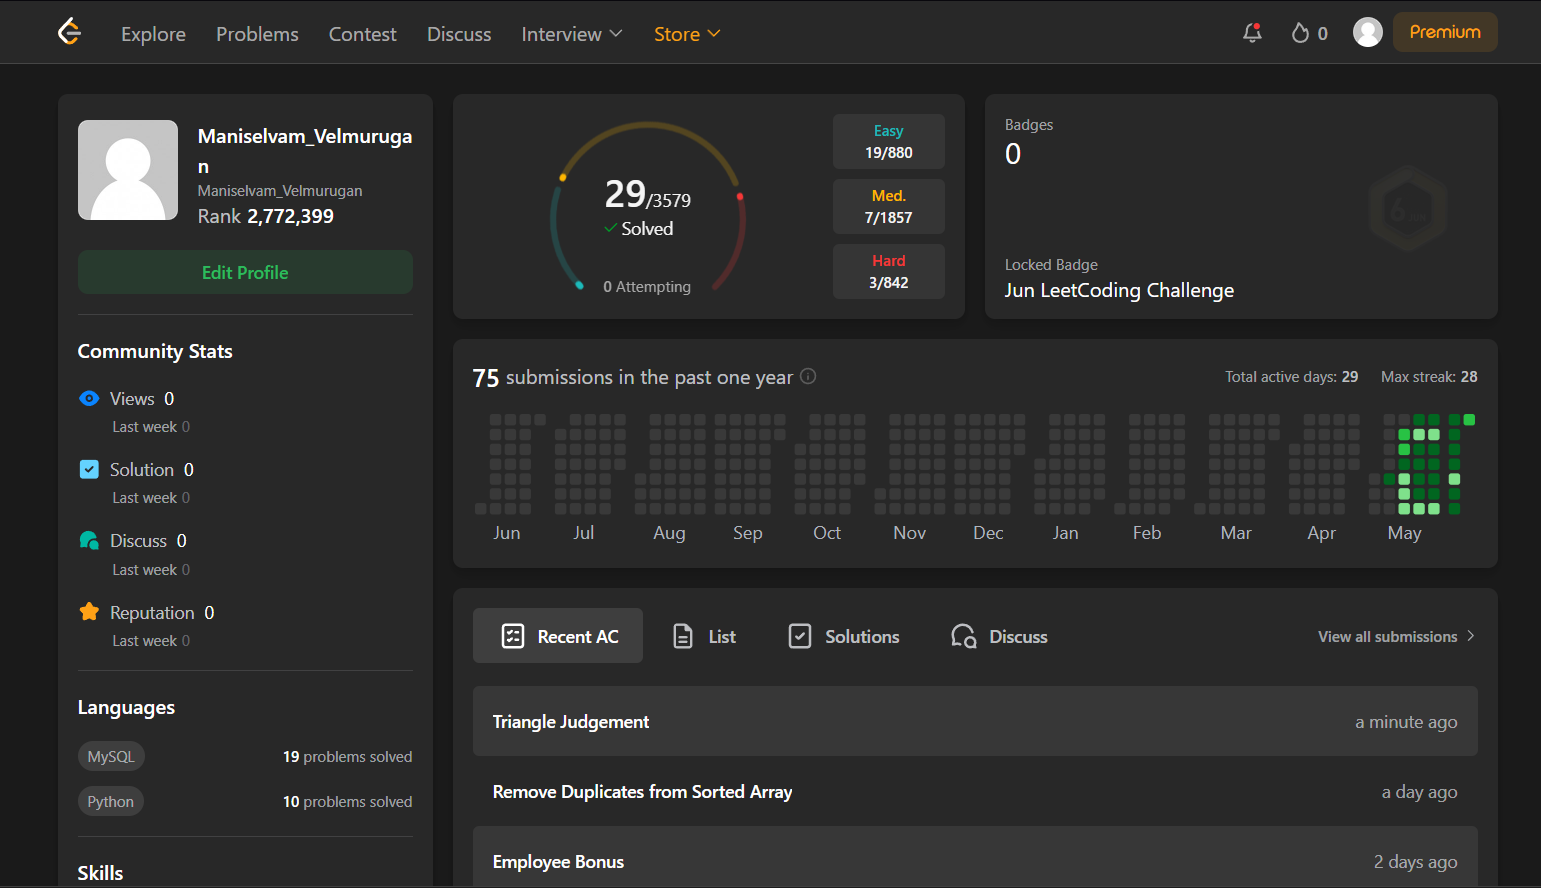 Explore Problems Contest Discuss Interview Store 0 Premium
Maniselvam_Velmuruga
n
Maniselvam_Velmurugan
Rank 2,772,399
Edit Profile
Community Stats
Views 0
Last week 0
Solution 0
Last week 0
Discuss 0
Last week 0
Reputation 0
Last week 0
Languages
MySQL 19 problems solved
Python 10 problems solved
Skills
29/3579
Solved
0 Attempting
Easy
19/880
Med.
7/1857
Hard
3/842
Badges
0
Locked Badge
Jun LeetCoding Challenge
75 submissions in the past one year Total active days: 29 Max streak: 28
Jun Jul Aug Sep Oct Nov Dec Jan Feb Mar Apr May
Recent AC List Solutions Discuss View all submissions
Triangle Judgement a minute ago
Remove Duplicates from Sorted Array a day ago
Employee Bonus 2 days ago